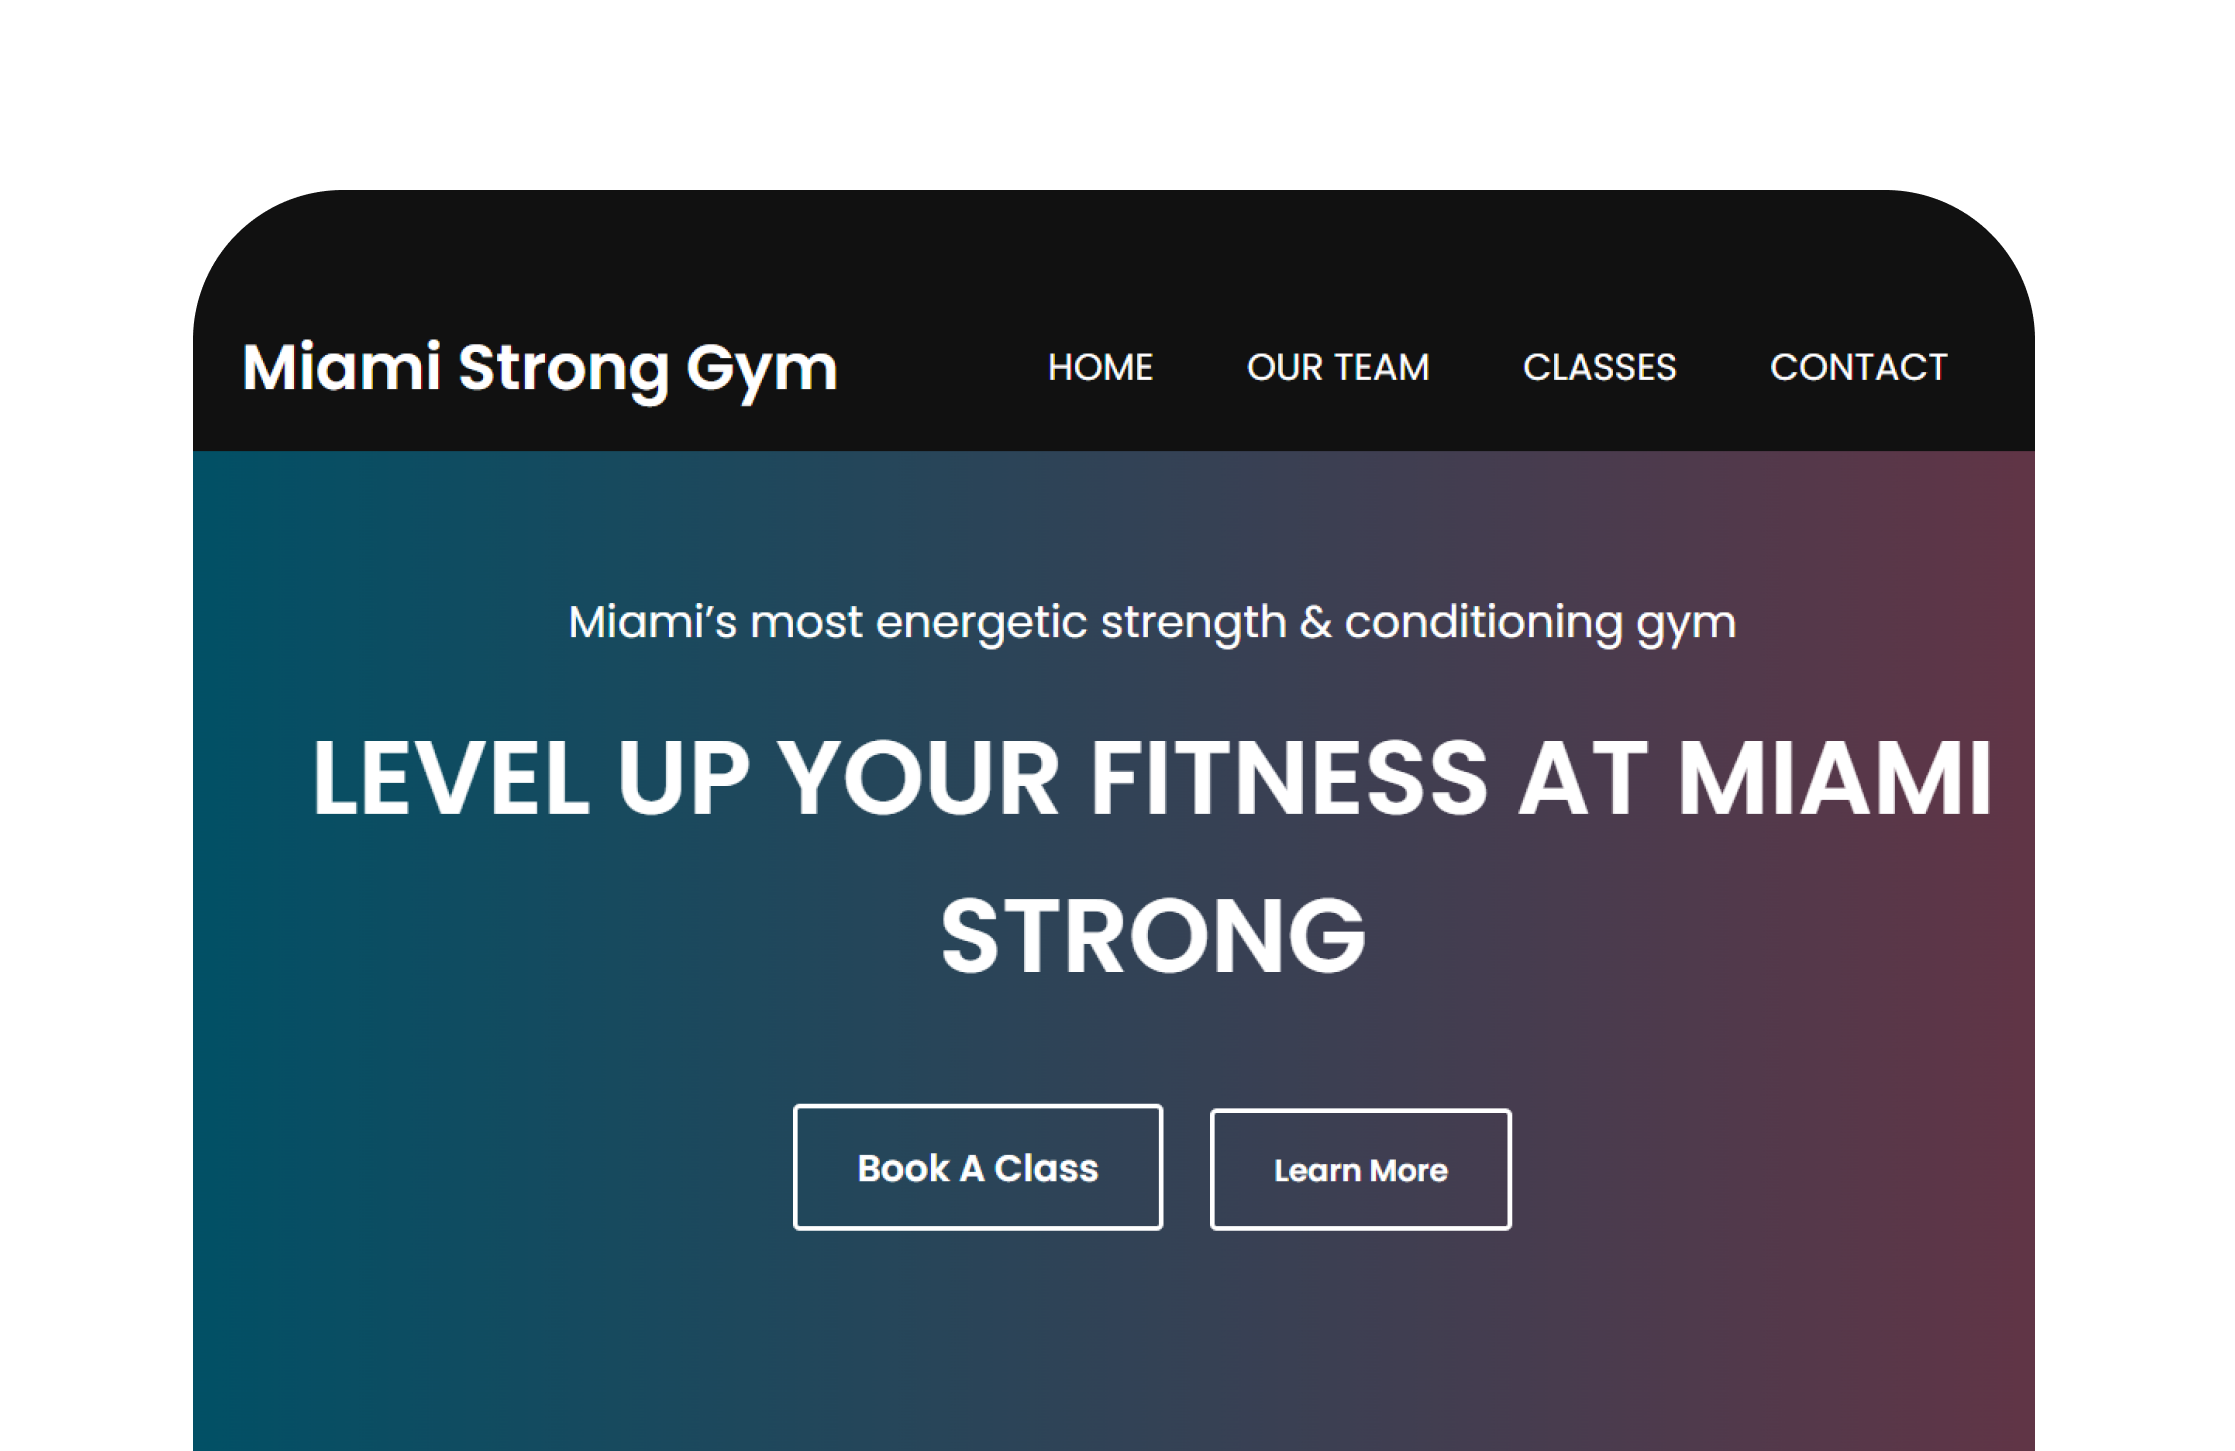 Miami Strong Gym
HOME OUR TEAM CLASSES CONTACT
Miami’s most energetic strength & conditioning gym
LEVEL UP YOUR FITNESS AT MIAMI
STRONG
Book A Class
Learn More